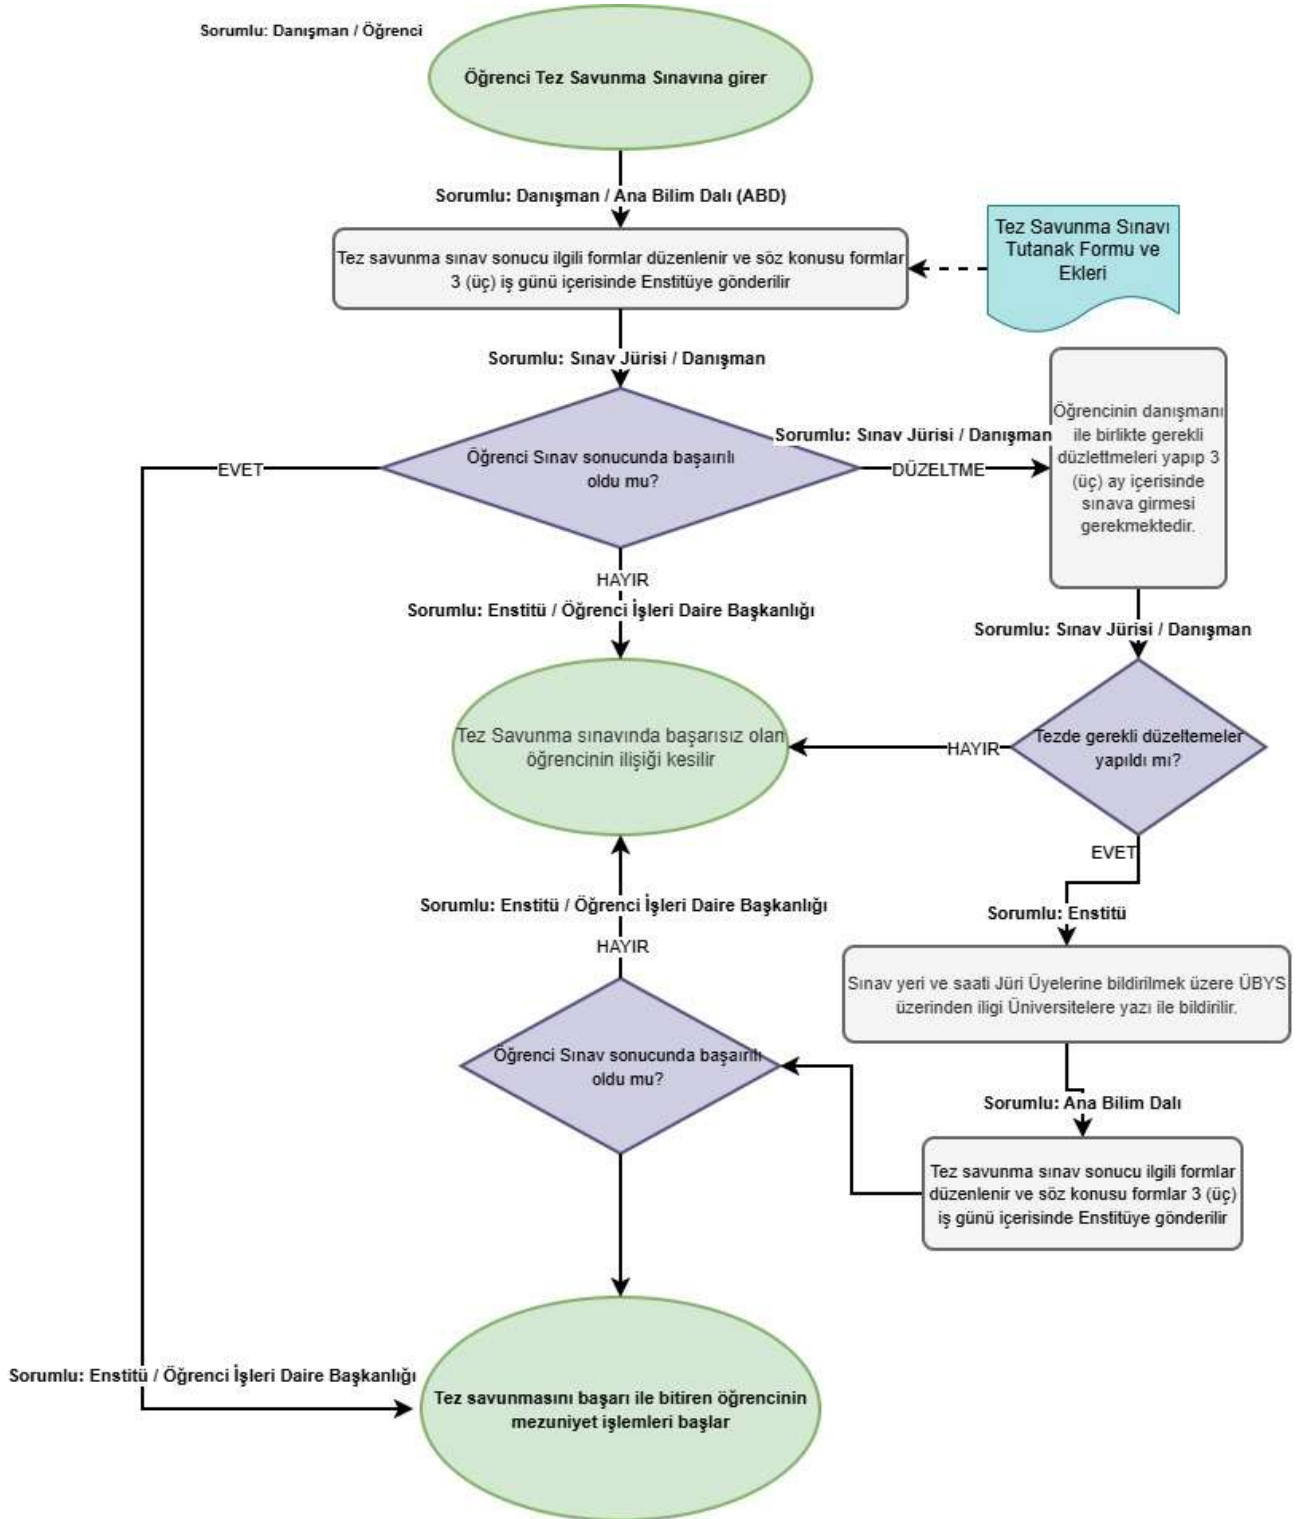 Sorumlu: Danışman / Öğrenci
Öğrenci Tez Savunma Sınavına girer
Sorumlu: Danışman / Ana Bilim Dalı (ABD)
Tez savunma sınav sonucu ilgili formlar düzenlenir ve söz konusu formlar
3 (üç) iş günü içerisinde Enstitüye gönderilir
Tez Savunma Sınavı
Tutanak Formu ve
Ekleri
Sorumlu: Sınav Jürisi / Danışman
Öğrenci Sınav sonucunda başaırılı
oldu mu?
EVET
Sorumlu: Sınav Jürisi / Danışman
DÜZELTME
Öğrencinin danışmanı
ile birlikte gerekli
düzlettmeleri yapıp 3
(üç) ay içerisinde
sınava girmesi
gerekmektedir.
HAYIR
Sorumlu: Enstitü / Öğrenci İşleri Daire Başkanlığı
Sorumlu: Sınav Jürisi / Danışman
Tez Savunma sınavında başarısız olan
öğrencinin ilişiği kesilir
HAYIR
Tezde gerekli düzeltemeler
yapıldı mı?
EVET
Sorumlu: Enstitü / Öğrenci İşleri Daire Başkanlığı
HAYIR
Sorumlu: Enstitü
Sınav yeri ve saati Jüri Üyelerine bildirilmek üzere ÜBYS
üzerinden iligi Üniversitelere yazı ile bildirilir.
Öğrenci Sınav sonucunda başaırılı
oldu mu?
Sorumlu: Ana Bilim Dalı
Tez savunma sınav sonucu ilgili formlar
düzenlenir ve söz konusu formlar 3 (üç)
iş günü içerisinde Enstitüye gönderilir
Sorumlu: Enstitü / Öğrenci İşleri Daire Başkanlığı
Tez savunmasını başarı ile bitiren öğrencinin
mezuniyet işlemleri başlar